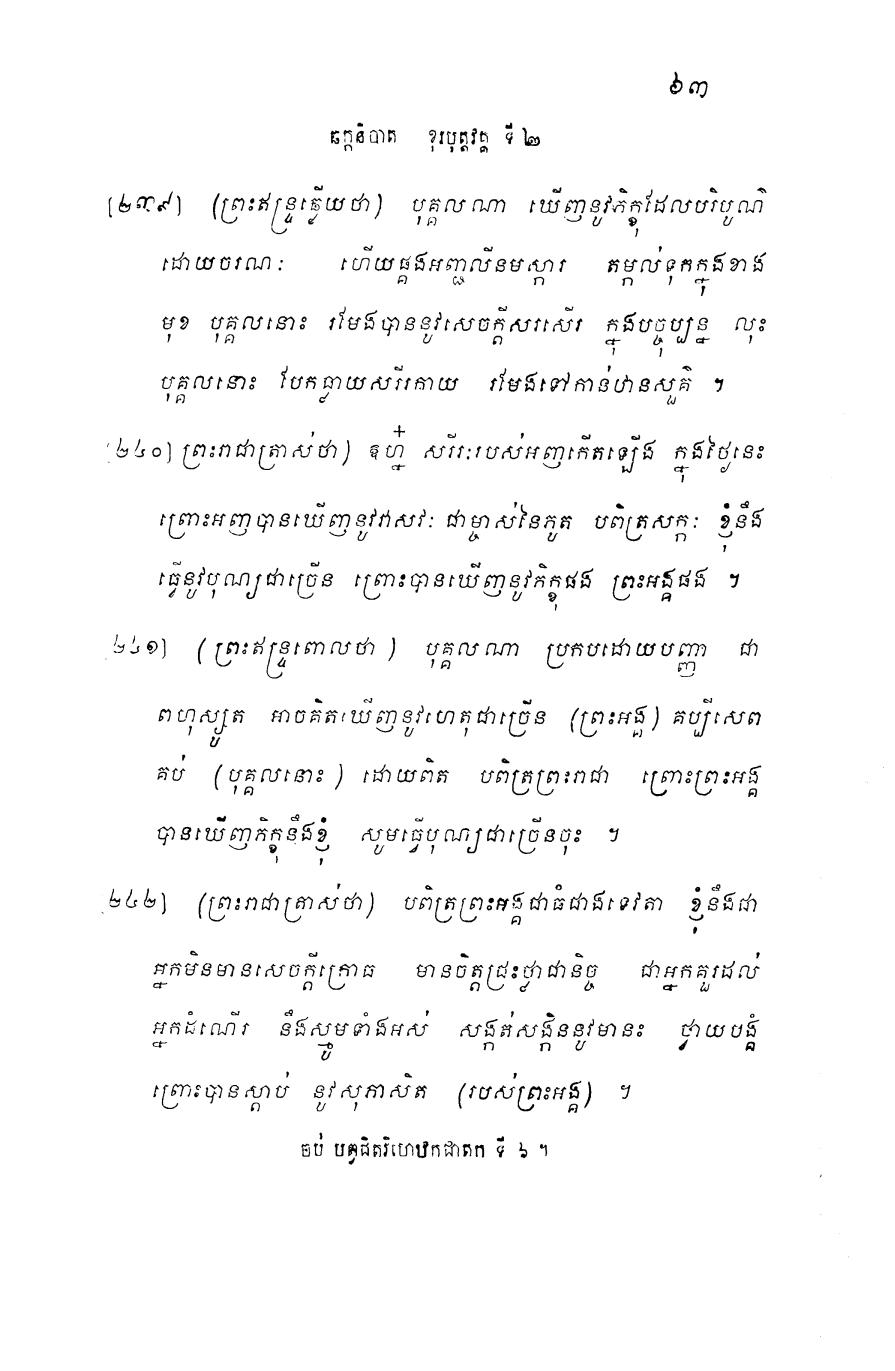 ៦៣
ឆក្កនិបាត ខុរបុត្តវគ្គ ទី ២
[២៣៩] (ព្រះឥន្ទ្រឆ្លើយថា) បុគ្គលណា ឃើញនូវភិក្ខុដែលបរិបូណ៌
ដោយចរណៈ ហើយផ្គងអញ្ជលីនមស្ការ តម្កល់ទុកក្នុងខាង
មុខ បុគ្គលនោះ រមែងបាននូវសេចក្តីសរសើរ ក្នុងបច្ចុប្បន្ន លុះ
បុគ្គលនោះ បែកធ្លាយសរីរកាយ រមែងទៅកាន់ឋានសួគ៌ ។
[២៤០] ព្រះរាជាត្រាស់ថា) ឱហ្ន៎ សរីរៈរបស់អញកើតឡើង ក្នុងថ្ងៃនេះ
ព្រោះអញបានឃើញនូវវាសវៈ ជាម្ចាស់នៃភូត បពិត្រសក្កៈ ខ្ញុំនឹង
ធ្វើនូវបុណ្យជាច្រើន ព្រោះបានឃើញនូវភិក្ខុផង ព្រះអង្គផង ។
២៤១] (ព្រះឥន្ទ្រពោលថា) បុគ្គលណា ប្រកបដោយបញ្ញា ជា
ពហុស្សូត អាចគិតឃើញនូវហេតុជាច្រើន (ព្រះអង្គ) គប្បីសេព
គប់ (បុគ្គលនោះ) ដោយពិត បពិត្រព្រះរាជា ព្រោះព្រះអង្គ
បានឃើញភិក្ខុនឹងខ្ញុំ សូមធ្វើបុណ្យជាច្រើនចុះ ។
២៤២] (ព្រះរាជាត្រាស់ថា) បពិត្រព្រះអង្គជាធំជាងទេវតា ខ្ញុំនឹងជា
អ្នកមិនមានសេចក្តីក្រោធ មានចិត្តជ្រះថ្លាជានិច្ច ជាអ្នកគួរដល់
អ្នកដំណើរ នឹងស្មូមទាំងអស់ សង្កត់សង្កិននូវមានះ ថ្វាយបង្គំ
ព្រោះបានស្តាប់ នូវសុភាសិត (របស់ព្រះអង្គ) ។
ចប់ បព្វជិតវិហេឋកជាតក ទី ៦ ។